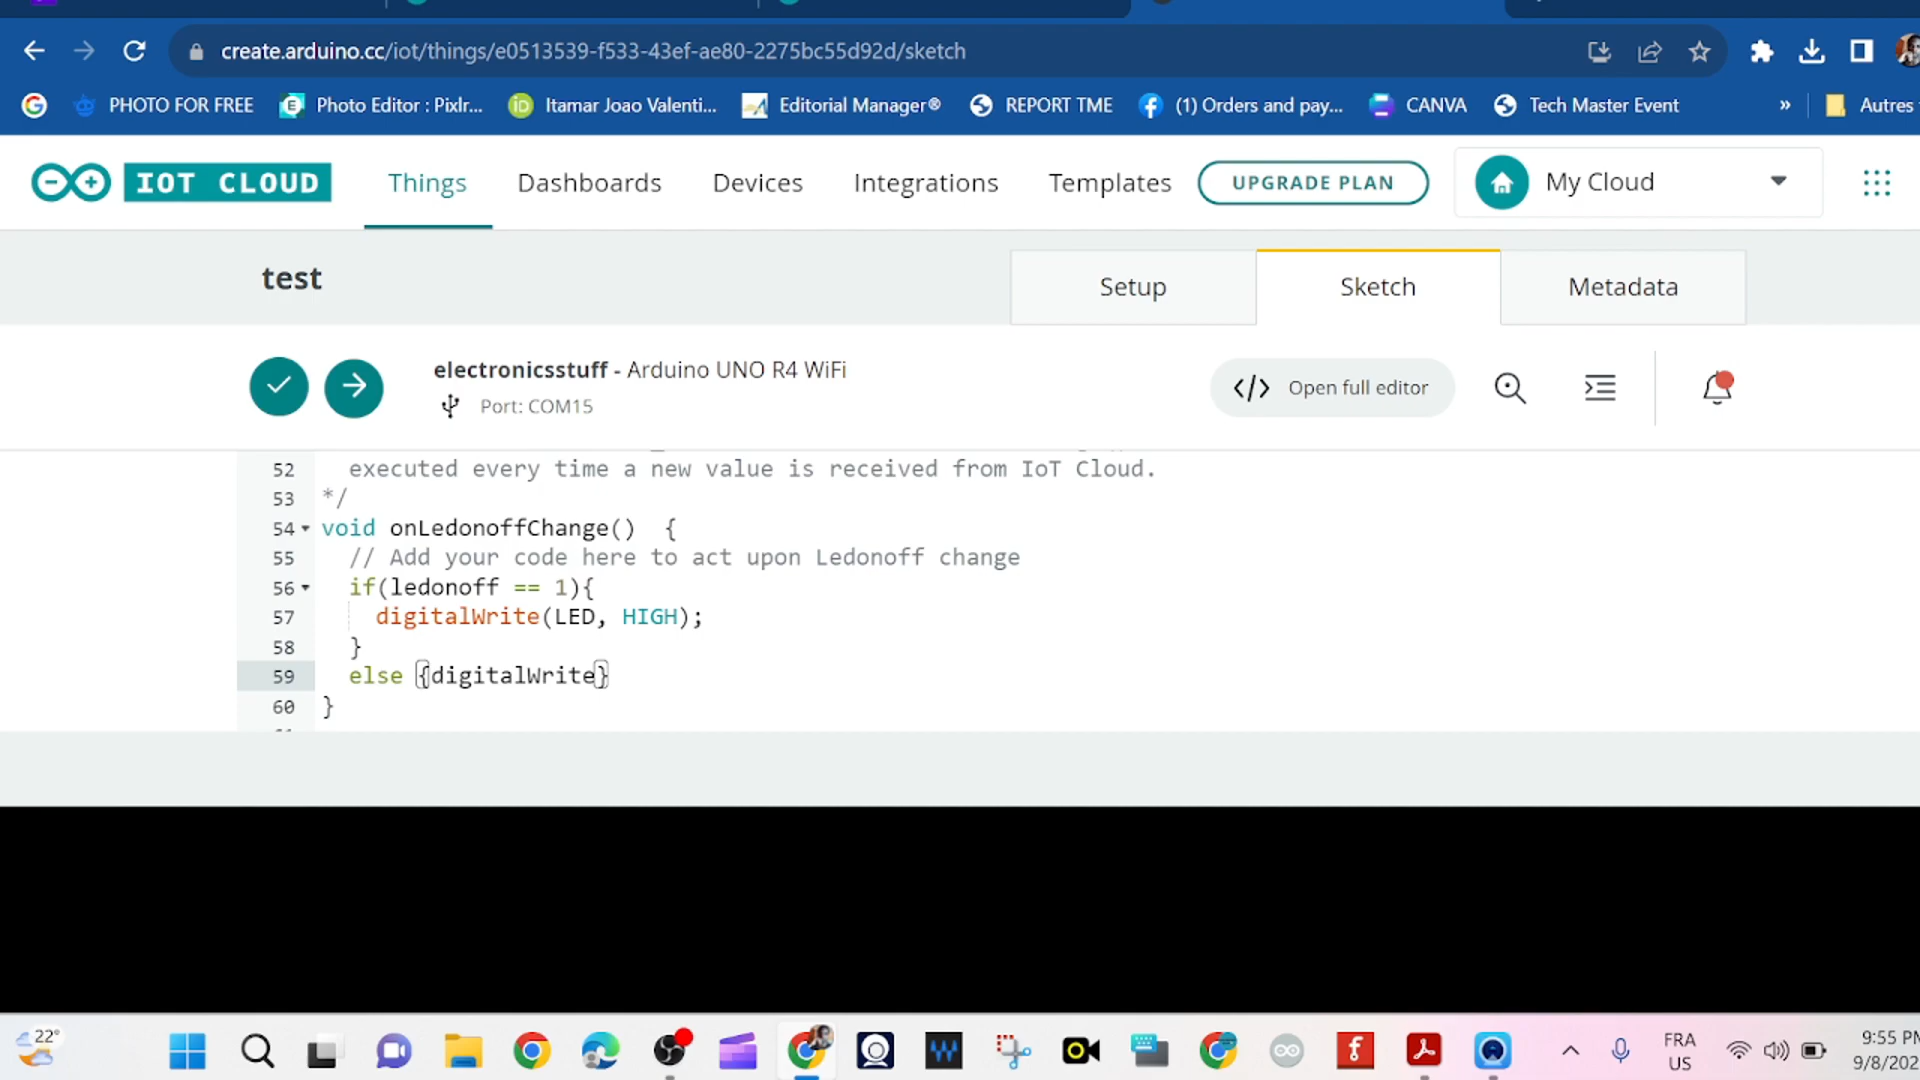 create.arduino.cc/iot/things/e0513539-f533-43ef-ae80-2275bc55d92d/sketch
PHOTO FOR FREE Photo Editor : Pixlr... Itamar Joao Valenti... Editorial Manager® REPORT TME (1) Orders and pay... CANVA Tech Master Event » Autres
IOT CLOUD Things Dashboards Devices Integrations Templates UPGRADE PLAN My Cloud
test Setup Sketch Metadata
electronicsstuff - Arduino UNO R4 WiFi
Port: COM15
</> Open full editor
52 executed every time a new value is received from IoT Cloud.
53 */
54 void onLedonoffChange()  {
55 // Add your code here to act upon Ledonoff change
56 if(ledonoff == 1){
57 digitalWrite(LED, HIGH);
58 }
59 else {digitalWrite}
60 }
22°
FRA
US
9:55 PM
9/8/202